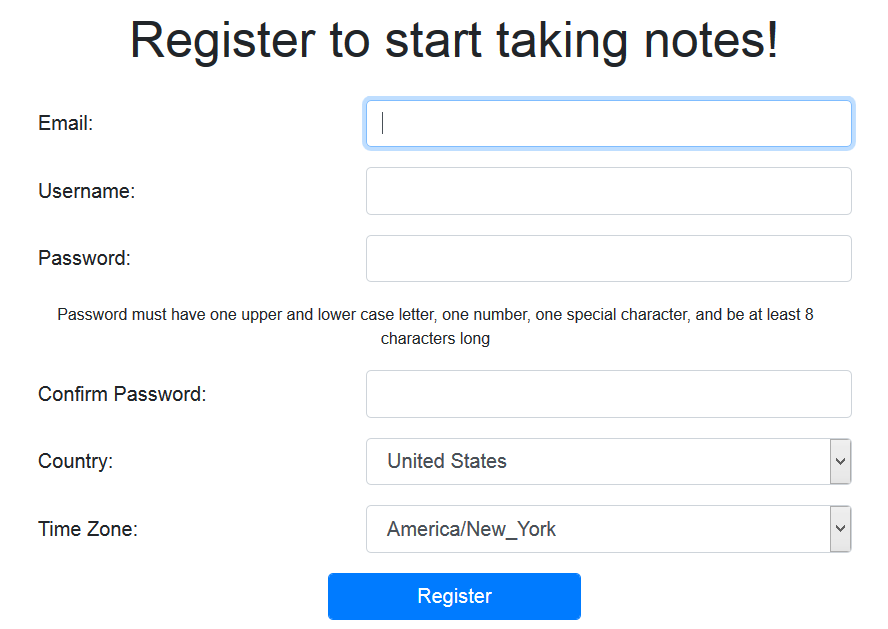 Register to start taking notes!
Email:
Username:
Password:
Password must have one upper and lower case letter, one number, one special character, and be at least 8
characters long
Confirm Password:
Country: United States
Time Zone: America/New_York
Register